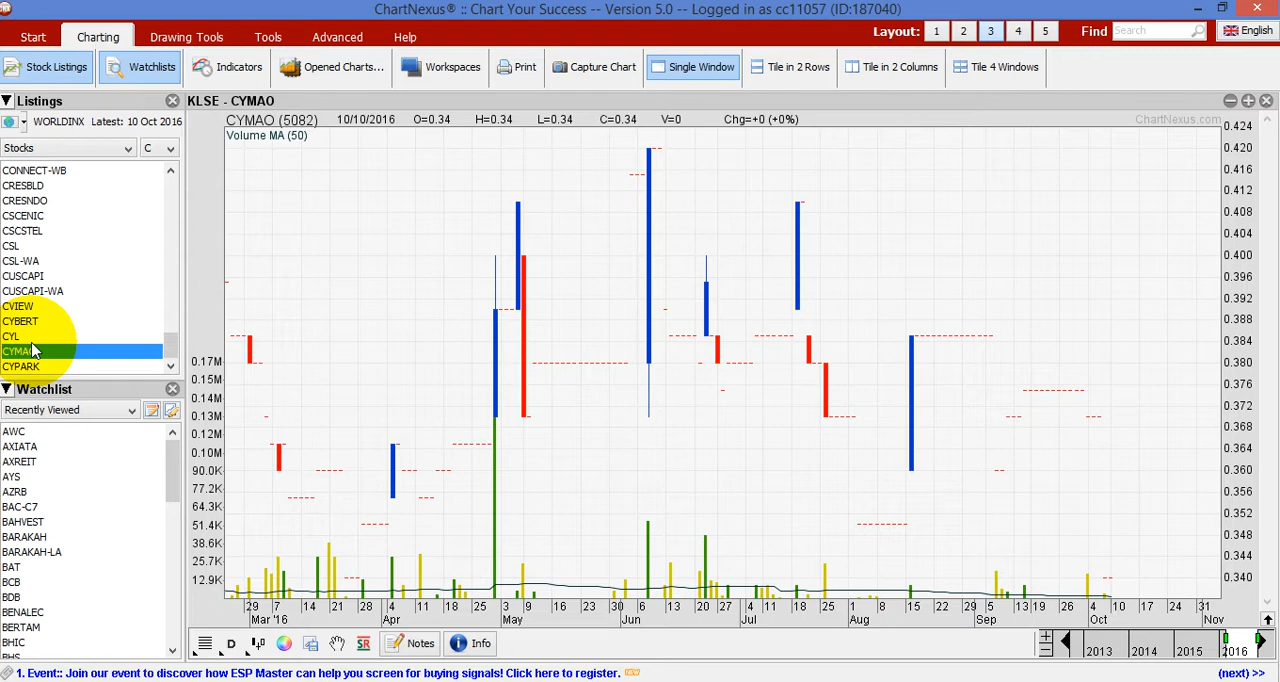 ChartNexus® :: Chart Your Success -- Version 5.0 -- Logged in as cc11057 (ID:187040)
Start Charting Drawing Tools Tools Advanced Help Layout: 1 2 3 4 5 Find Search English
Stock Listings Watchlists Indicators Opened Charts... Workspaces Print Capture Chart Single Window Tile in 2 Rows Tile in 2 Columns Tile 4 Windows
Listings
WORLDINX Latest: 10 Oct 2016
Stocks C
CONNECT-WB
CRESBLD
CRESNDO
CSCENIC
CSCSTEL
CSL
CSL-WA
CUSCAPI
CUSCAPI-WA
CVIEW
CYBERT
CYL
CYMAO
CYPARK
Watchlist
Recently Viewed
AWC
AXIATA
AXREIT
AYS
AZRB
BAC-C7
BAHVEST
BARAKAH
BARAKAH-LA
BAT
BCB
BDB
BENALEC
BERTAM
BHIC
BHS
KLSE - CYMAO
CYMAO (5082) 10/10/2016 O=0.34 H=0.34 L=0.34 C=0.34 V=0 Chg=+0 (+0%) ChartNexus.com
Volume MA (50)
0.424
0.420
0.416
0.412
0.408
0.404
0.400
0.396
0.392
0.388
0.384
0.380
0.376
0.372
0.368
0.364
0.360
0.356
0.352
0.348
0.344
0.340
0.17M
0.15M
0.14M
0.13M
0.12M
0.10M
90.0K
77.2K
64.3K
51.4K
38.6K
25.7K
12.9K
29 7 14 21 28 4 11 18 25 3 9 16 23 30 6 13 20 27 4 11 18 25 1 8 15 22 29 5 13 19 26 4 10 17 24 31
Mar '16 Apr May Jun Jul Aug Sep Oct Nov
D SR Notes Info
2013 2014 2015 2016
1. Event:: Join our event to discover how ESP Master can help you screen for buying signals! Click here to register. NEW (next) >>